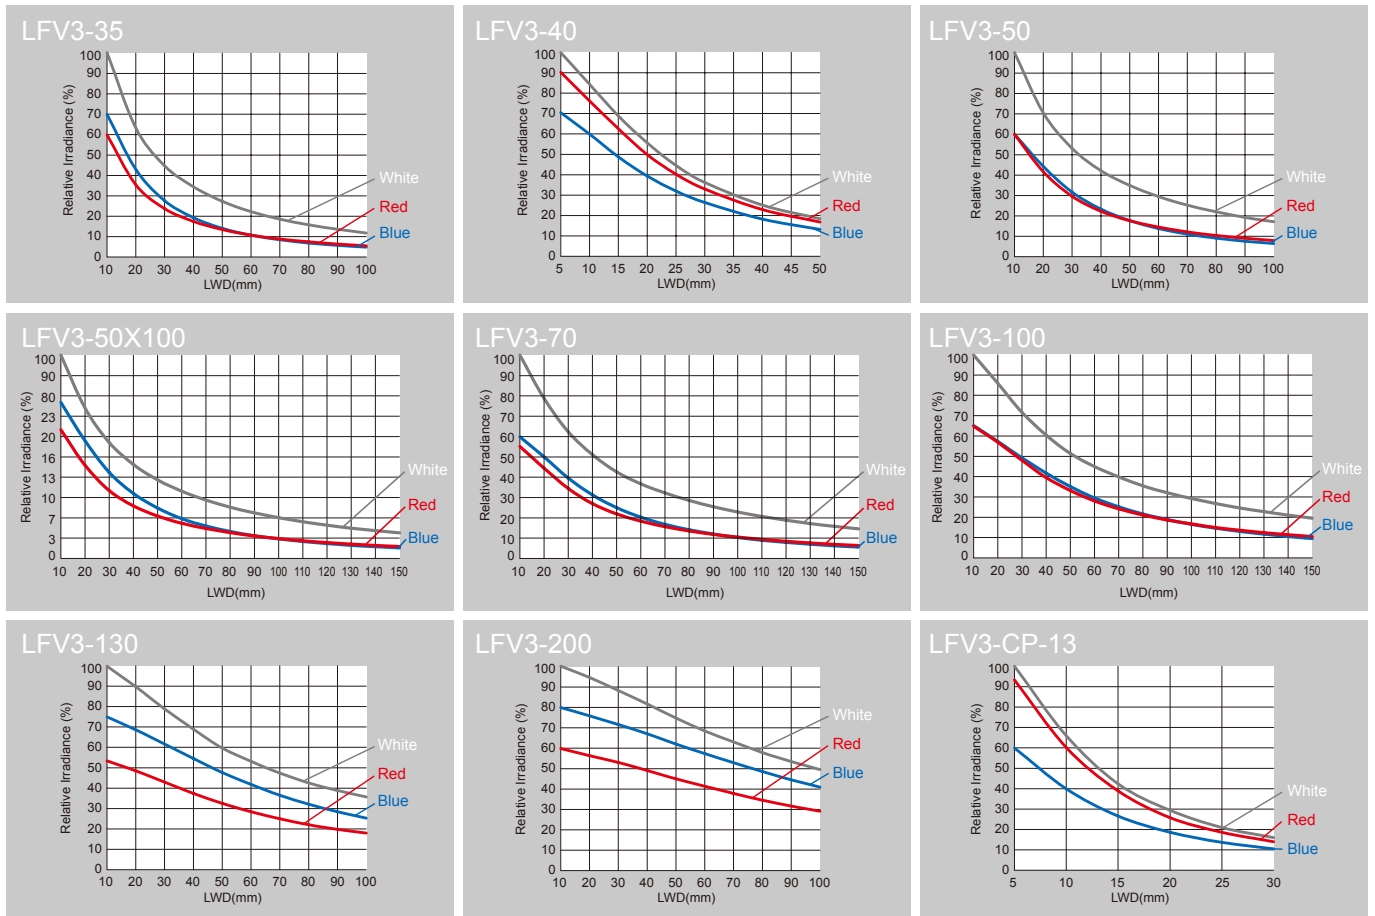 LFV3-35
Relative Irradiance (%)
100
90
80
70
60
50
40
30
20
10
0
10 20 30 40 50 60 70 80 90 100
LWD(mm)
White
Red
Blue
LFV3-40
Relative Irradiance (%)
100
90
80
70
60
50
40
30
20
10
0
5 10 15 20 25 30 35 40 45 50
LWD(mm)
White
Red
Blue
LFV3-50
Relative Irradiance (%)
100
90
80
70
60
50
40
30
20
10
0
10 20 30 40 50 60 70 80 90 100
LWD(mm)
White
Red
Blue
LFV3-50X100
Relative Irradiance (%)
100
90
80
23
20
16
13
10
7
3
0
10 20 30 40 50 60 70 80 90 100 110 120 130 140 150
LWD(mm)
White
Red
Blue
LFV3-70
Relative Irradiance (%)
100
90
80
70
60
50
40
30
20
10
0
10 20 30 40 50 60 70 80 90 100 110 120 130 140 150
LWD(mm)
White
Red
Blue
LFV3-100
Relative Irradiance (%)
100
90
80
70
60
50
40
30
20
10
0
10 20 30 40 50 60 70 80 90 100 110 120 130 140 150
LWD(mm)
White
Red
Blue
LFV3-130
Relative Irradiance (%)
100
90
80
70
60
50
40
30
20
10
0
10 20 30 40 50 60 70 80 90 100
LWD(mm)
White
Red
Blue
LFV3-200
Relative Irradiance (%)
100
90
80
70
60
50
40
30
20
10
0
10 20 30 40 50 60 70 80 90 100
LWD(mm)
White
Red
Blue
LFV3-CP-13
Relative Irradiance (%)
100
90
80
70
60
50
40
30
20
10
0
5 10 15 20 25 30
LWD(mm)
White
Red
Blue